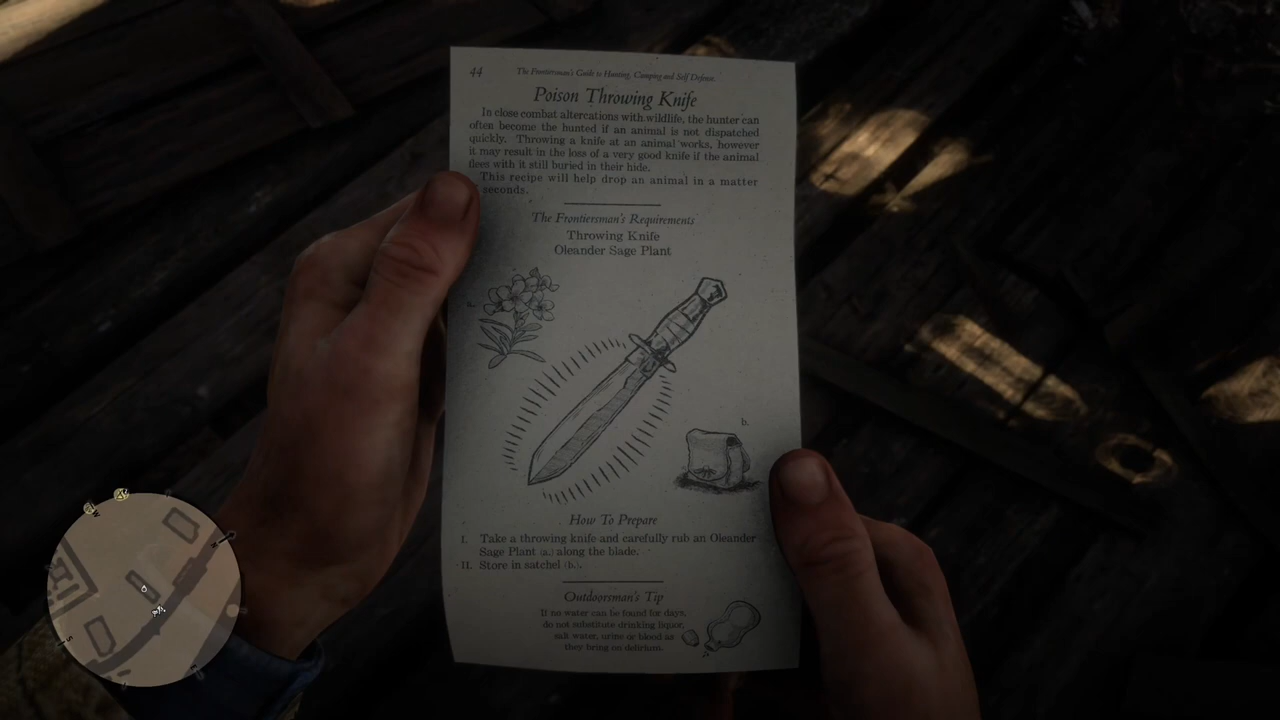 44 The Frontiersman's Guide to Hunting, Camping and Self Defense.
Poison Throwing Knife
In close combat altercations with wildlife, the hunter can
often become the hunted if an animal is not dispatched
quickly. Throwing a knife at an animal works, however
it may result in the loss of a very good knife if the animal
flees with it still buried in their hide.
This recipe will help drop an animal in a matter
seconds.
The Frontiersman's Requirements
Throwing Knife
Oleander Sage Plant
b.
How To Prepare
I. Take a throwing knife and carefully rub an Oleander
Sage Plant (a.) along the blade.
II. Store in satchel (b.).
Outdoorsman's Tip
If no water can be found for days,
do not substitute drinking liquor,
salt water, urine or blood as
they bring on delirium.